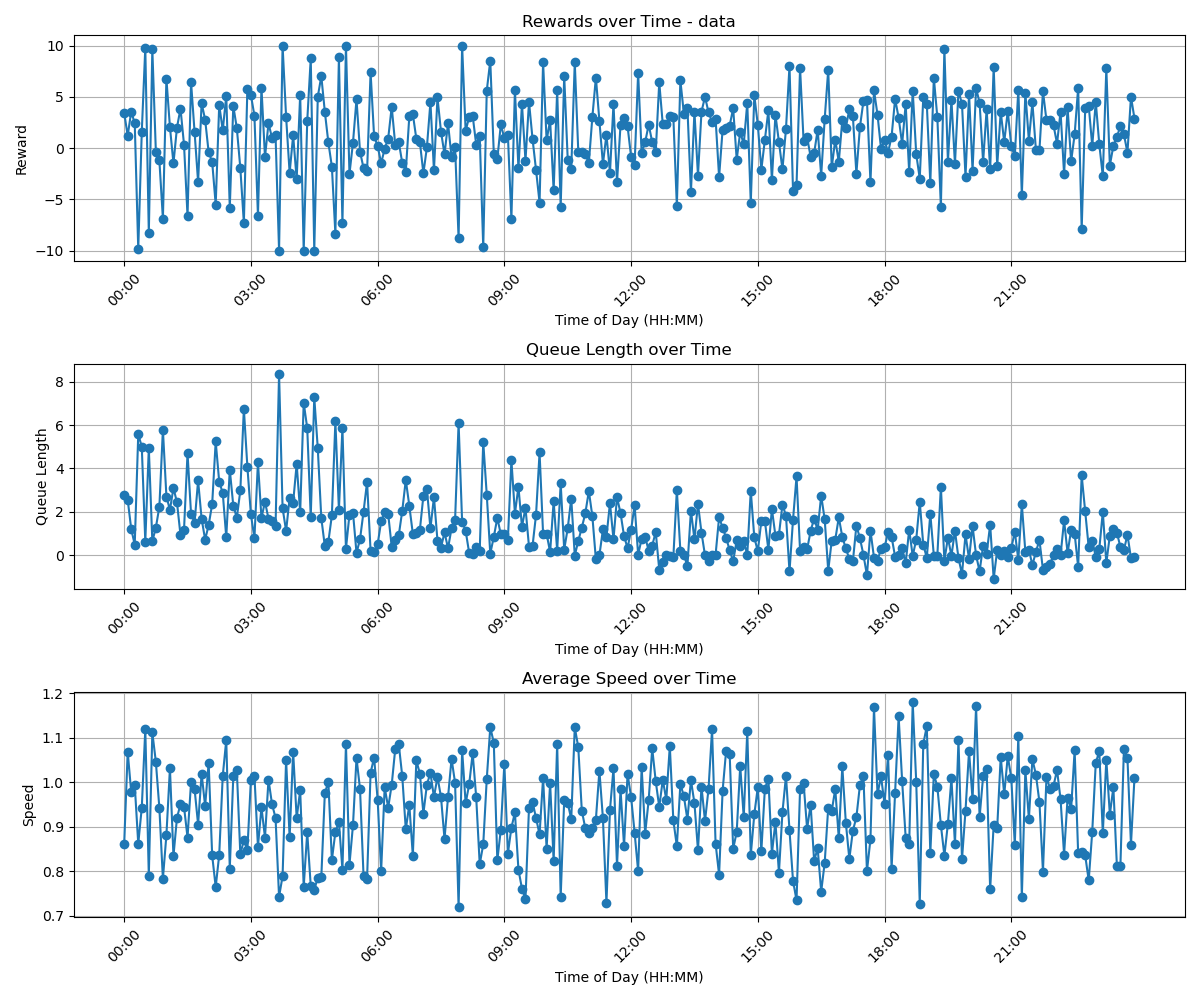 Rewards over Time - data
Reward
10
5
0
−5
−10
00:00 03:00 06:00 09:00 12:00 15:00 18:00 21:00
Time of Day (HH:MM)
Queue Length over Time
Queue Length
8
6
4
2
0
00:00 03:00 06:00 09:00 12:00 15:00 18:00 21:00
Time of Day (HH:MM)
Average Speed over Time
Speed
1.2
1.1
1.0
0.9
0.8
0.7
00:00 03:00 06:00 09:00 12:00 15:00 18:00 21:00
Time of Day (HH:MM)